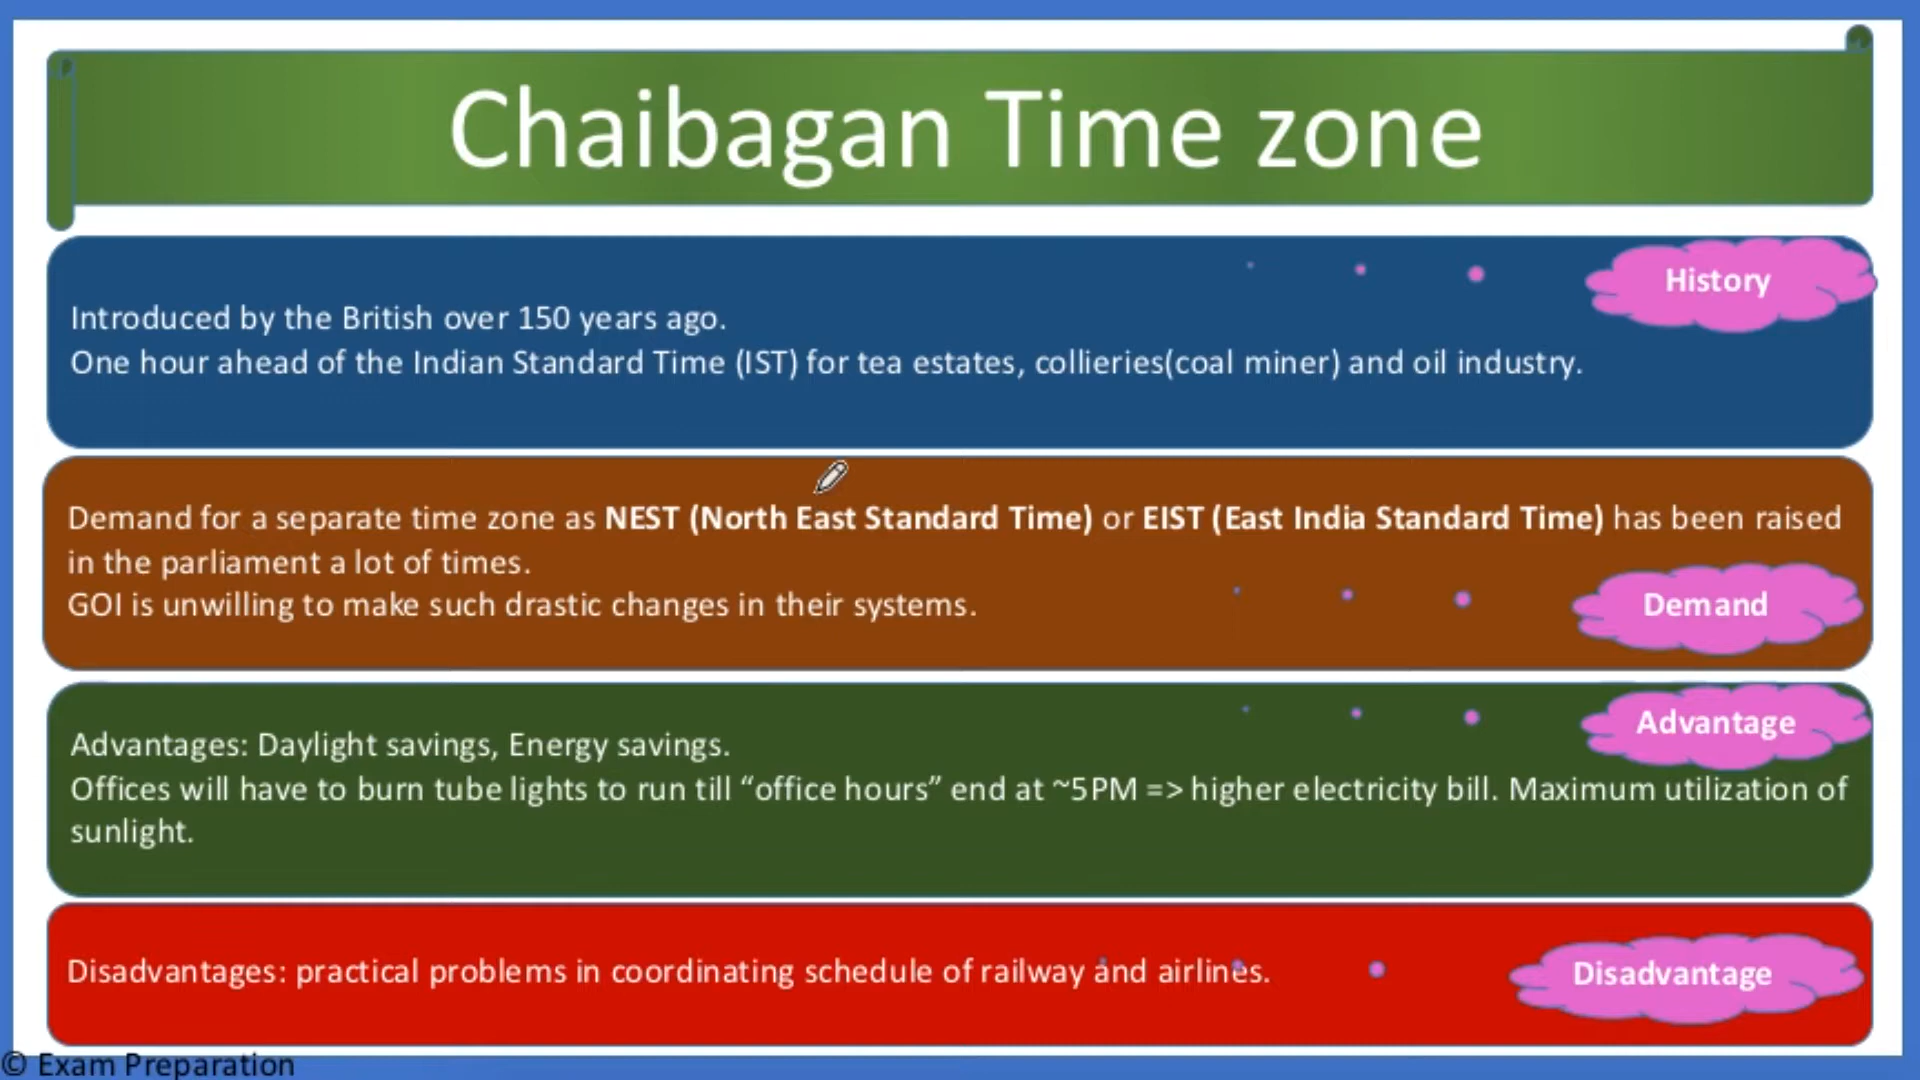 Chaibagan Time zone
History
Introduced by the British over 150 years ago.
One hour ahead of the Indian Standard Time (IST) for tea estates, collieries(coal miner) and oil industry.
Demand for a separate time zone as NEST (North East Standard Time) or EIST (East India Standard Time) has been raised
in the parliament a lot of times.
GOI is unwilling to make such drastic changes in their systems.
Demand
Advantage
Advantages: Daylight savings, Energy savings.
Offices will have to burn tube lights to run till “office hours” end at ~5PM => higher electricity bill. Maximum utilization of
sunlight.
Disadvantages: practical problems in coordinating schedule of railway and airlines.
Disadvantage
© Exam Preparation